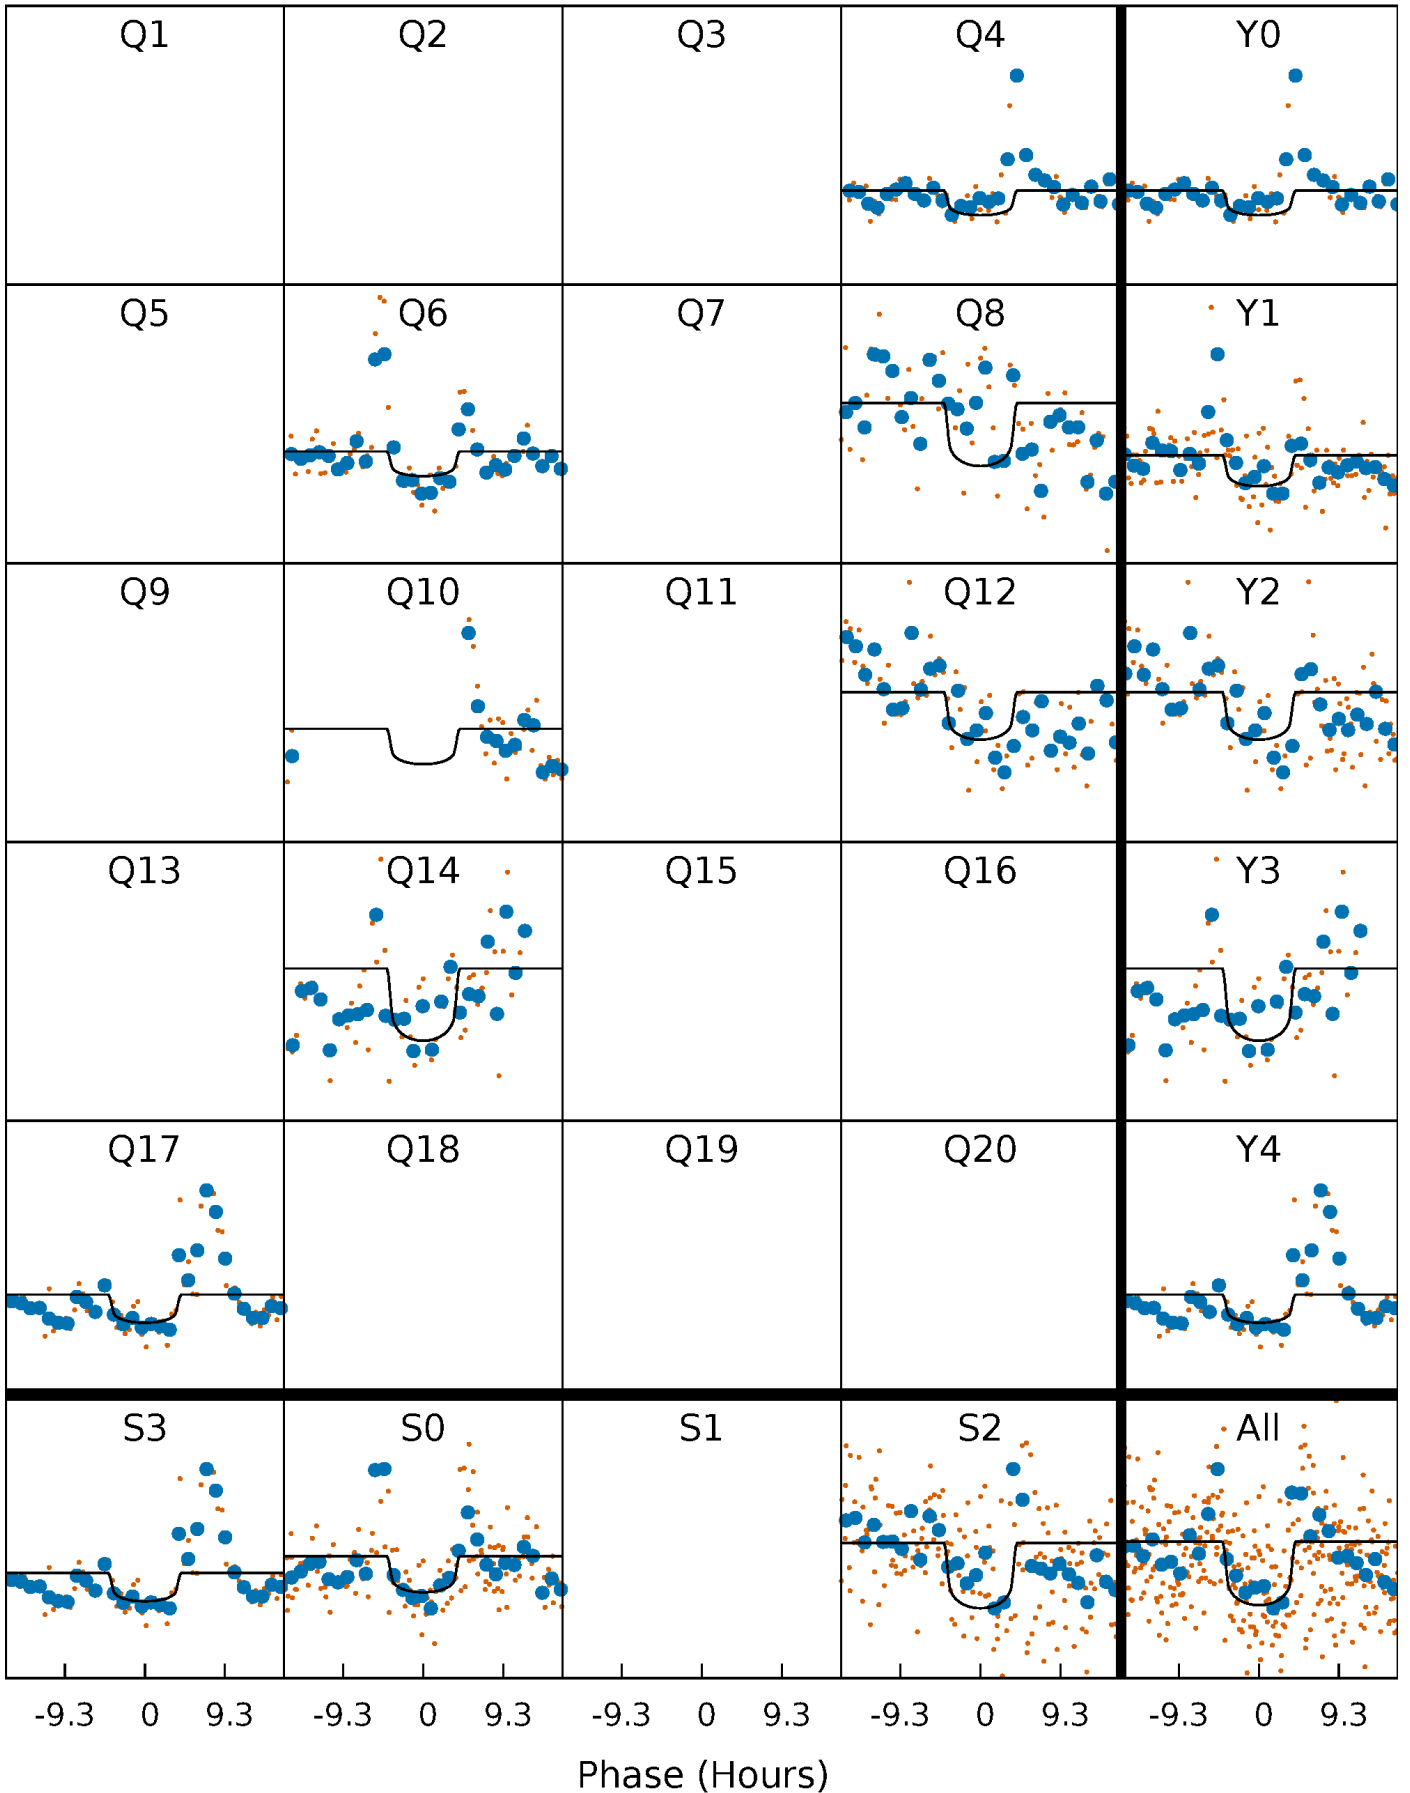 Q1 Q2 Q3 Q4 Y0
Q5 Q6 Q7 Q8 Y1
Q9 Q10 Q11 Q12 Y2
Q13 Q14 Q15 Q16 Y3
Q17 Q18 Q19 Q20 Y4
S3 S0 S1 S2 All
-9.3 0 9.3 -9.3 0 9.3 -9.3 0 9.3 -9.3 0 9.3 -9.3 0 9.3
Phase (Hours)